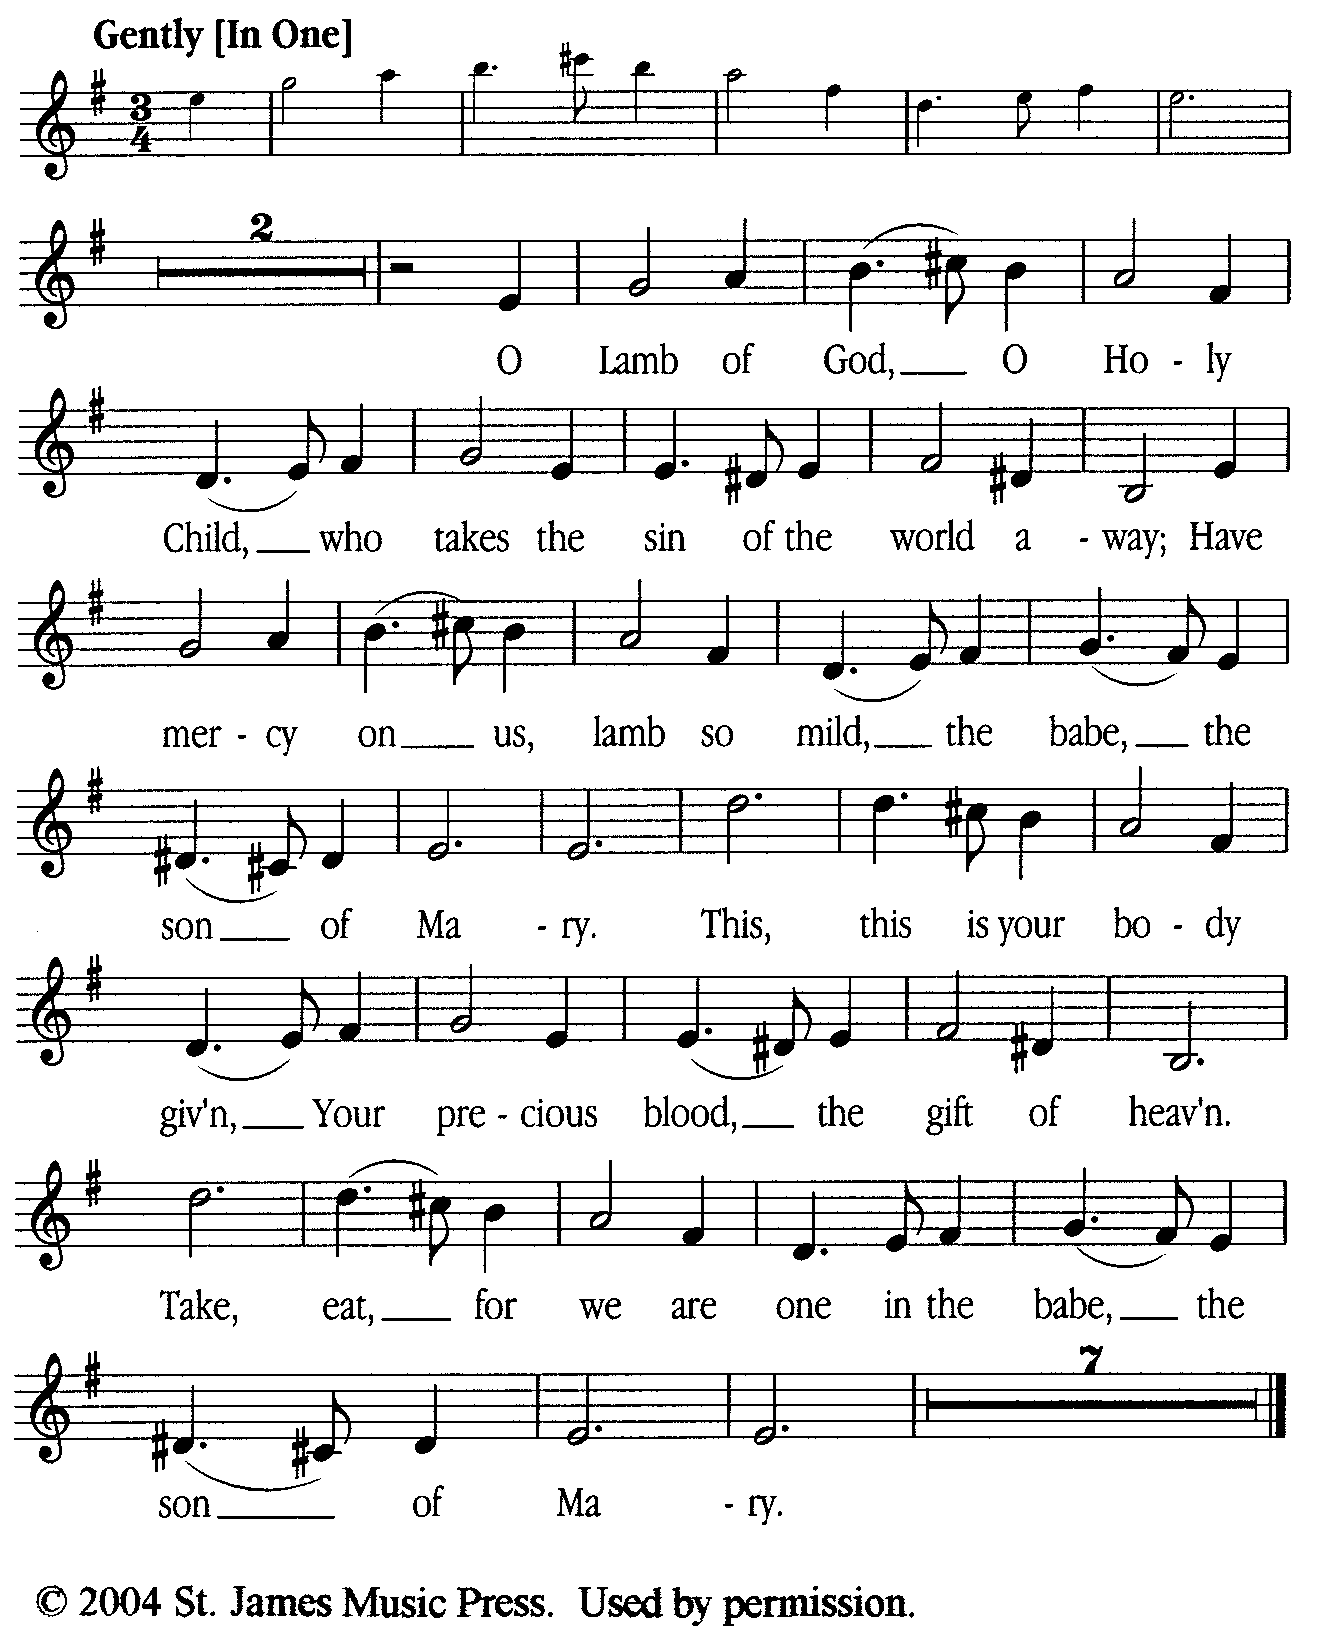 Gently [In One]
3
4
2
O Lamb of God, O Ho - ly
Child, who takes the sin of the world a - way; Have
mer - cy on us, lamb so mild, the babe, the
son of Ma - ry. This, this is your bo - dy
giv'n, Your pre - cious blood, the gift of heav'n.
Take, eat, for we are one in the babe, the
7
son of Ma - ry.
© 2004 St. James Music Press. Used by permission.